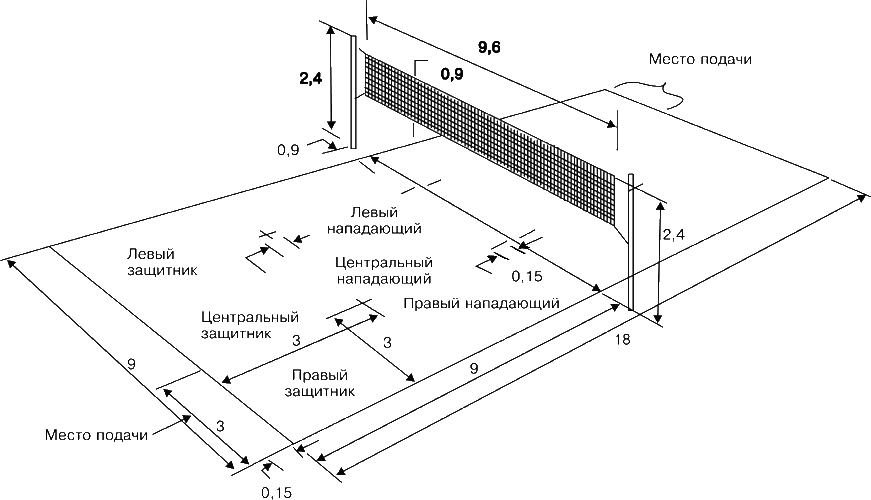 9,6
Место подачи
2,4
0,9
0,9
Левый
нападающий
2,4
Левый
защитник
Центральный
нападающий
0,15
Правый нападающий
Центральный
защитник
3
3
18
9
9
Правый
защитник
3
Место подачи
0,15